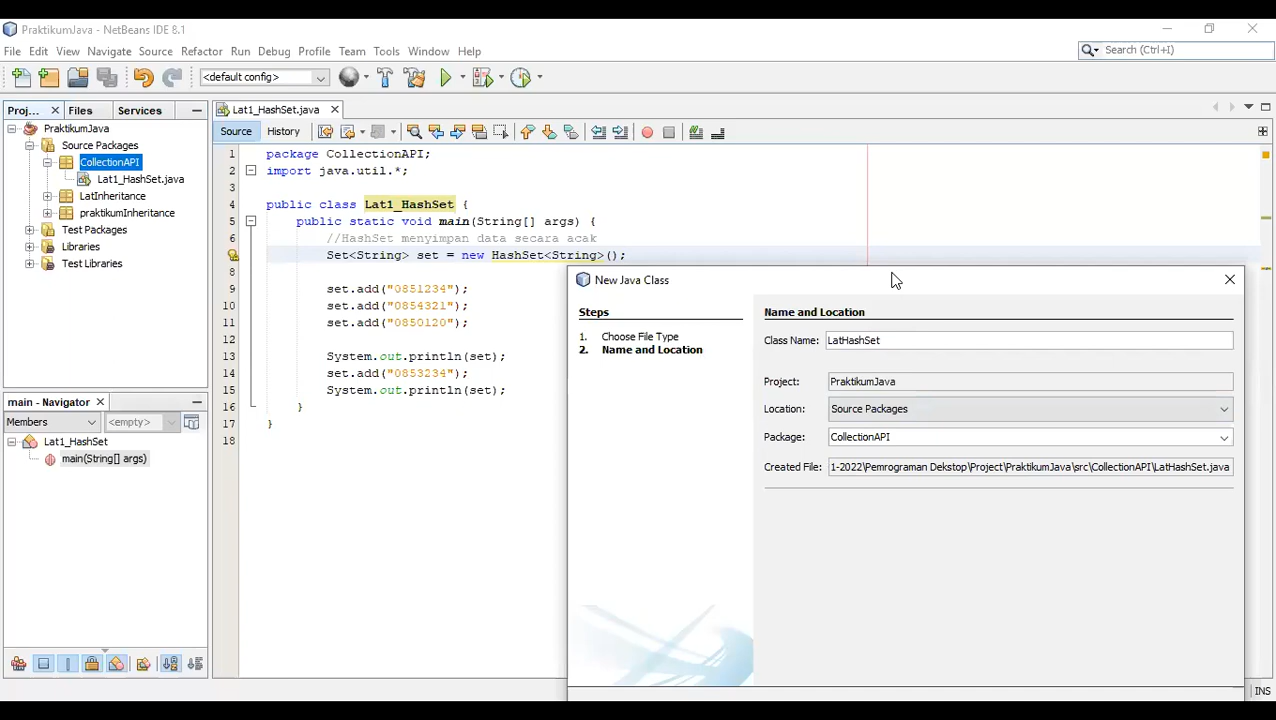 PraktikumJava - NetBeans IDE 8.1
File Edit View Navigate Source Refactor Run Debug Profile Team Tools Window Help
Search (Ctrl+I)
<default config>
Proj... Files Services
PraktikumJava
Source Packages
CollectionAPI
Lat1_HashSet.java
LatInheritance
praktikumInheritance
Test Packages
Libraries
Test Libraries
main - Navigator
Members <empty>
Lat1_HashSet
main(String[] args)
Lat1_HashSet.java
Source History
1 package CollectionAPI;
2 import java.util.*;
3
4 public class Lat1_HashSet {
5 public static void main(String[] args) {
6 //HashSet menyimpan data secara acak
Set<String> set = new HashSet<String>();
8
9 set.add("0851234");
10 set.add("0854321");
11 set.add("0850120");
12
13 System.out.println(set);
14 set.add("0853234");
15 System.out.println(set);
16 }
17 }
18
New Java Class
Steps
1. Choose File Type
2. Name and Location
Name and Location
Class Name: LatHashSet
Project: PraktikumJava
Location: Source Packages
Package: CollectionAPI
Created File: 1-2022\Pemrograman Dekstop\Project\PraktikumJava\src\CollectionAPI\LatHashSet.java
INS